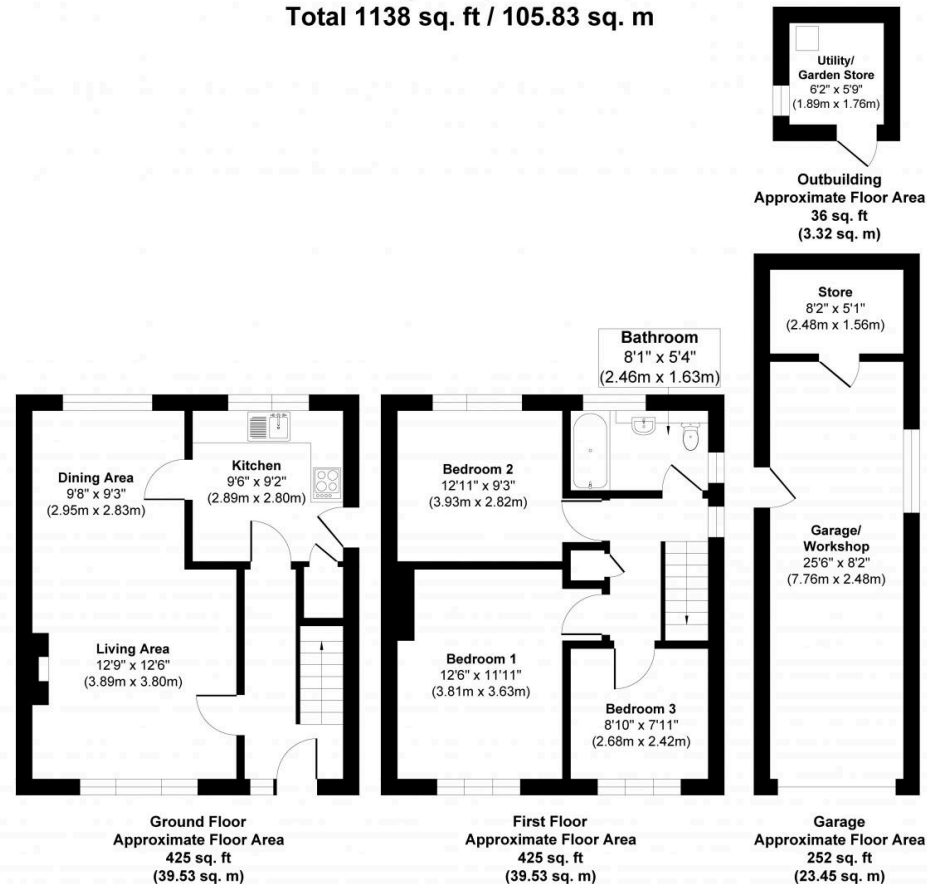 Total 1138 sq. ft / 105.83 sq. m
Utility/
Garden Store
6'2" x 5'9"
(1.89m x 1.76m)
Outbuilding
Approximate Floor Area
36 sq. ft
(3.32 sq. m)
Store
8'2" x 5'1"
(2.48m x 1.56m)
Garage/
Workshop
25'6" x 8'2"
(7.76m x 2.48m)
Garage
Approximate Floor Area
252 sq. ft
(23.45 sq. m)
Bathroom
8'1" x 5'4"
(2.46m x 1.63m)
Dining Area
9'8" x 9'3"
(2.95m x 2.83m)
Kitchen
9'6" x 9'2"
(2.89m x 2.80m)
Living Area
12'9" x 12'6"
(3.89m x 3.80m)
Ground Floor
Approximate Floor Area
425 sq. ft
(39.53 sq. m)
Bedroom 2
12'11" x 9'3"
(3.93m x 2.82m)
Bedroom 1
12'6" x 11'11"
(3.81m x 3.63m)
Bedroom 3
8'10" x 7'11"
(2.68m x 2.42m)
First Floor
Approximate Floor Area
425 sq. ft
(39.53 sq. m)